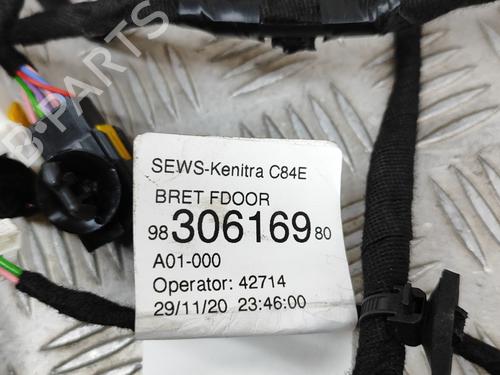 SEWS-Kenitra C84E
BRET FDOOR
98 306169 80
A01-000
Operator: 42714
29/11/20 23:46:00
B-PARTS